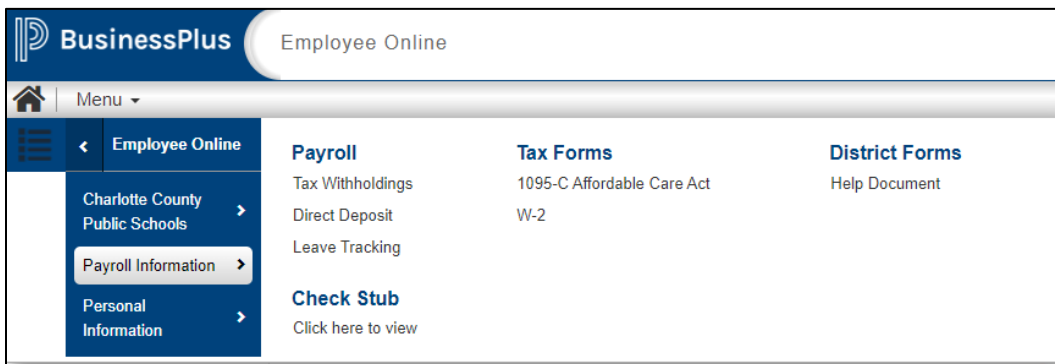 BusinessPlus
Employee Online
Menu
Employee Online
Charlotte County
Public Schools
Payroll Information
Personal
Information
Payroll
Tax Withholdings
Direct Deposit
Leave Tracking
Check Stub
Click here to view
Tax Forms
1095-C Affordable Care Act
W-2
District Forms
Help Document